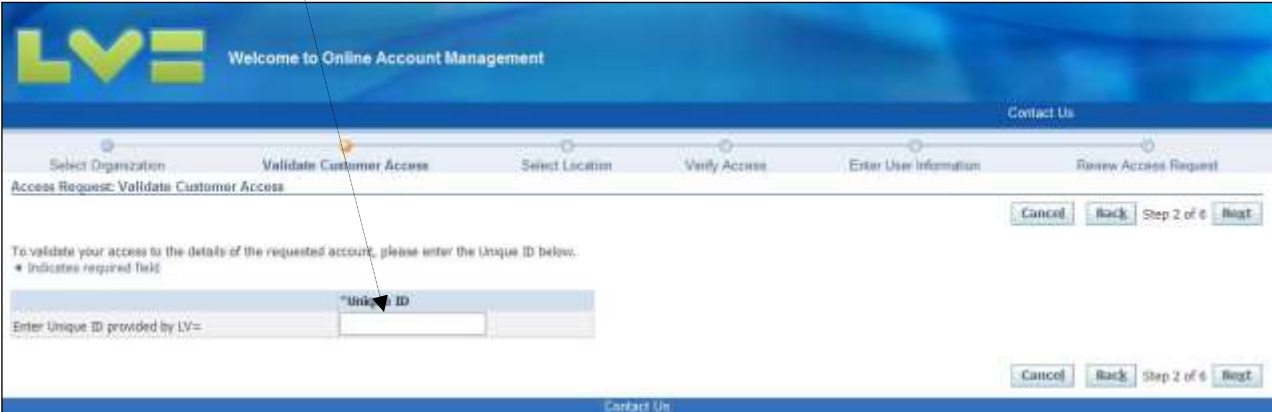 LV=
Welcome to Online Account Management
Contact Us
Select Organization Validate Customer Access Select Location Verify Access Enter User Information Review Access Request
Access Request: Validate Customer Access
Cancel Back Step 2 of 6 Next
To validate your access to the details of the requested account, please enter the Unique ID below.
* Indicates required field
*Unique ID
Enter Unique ID provided by LV=
Cancel Back Step 2 of 6 Next
Contact Us